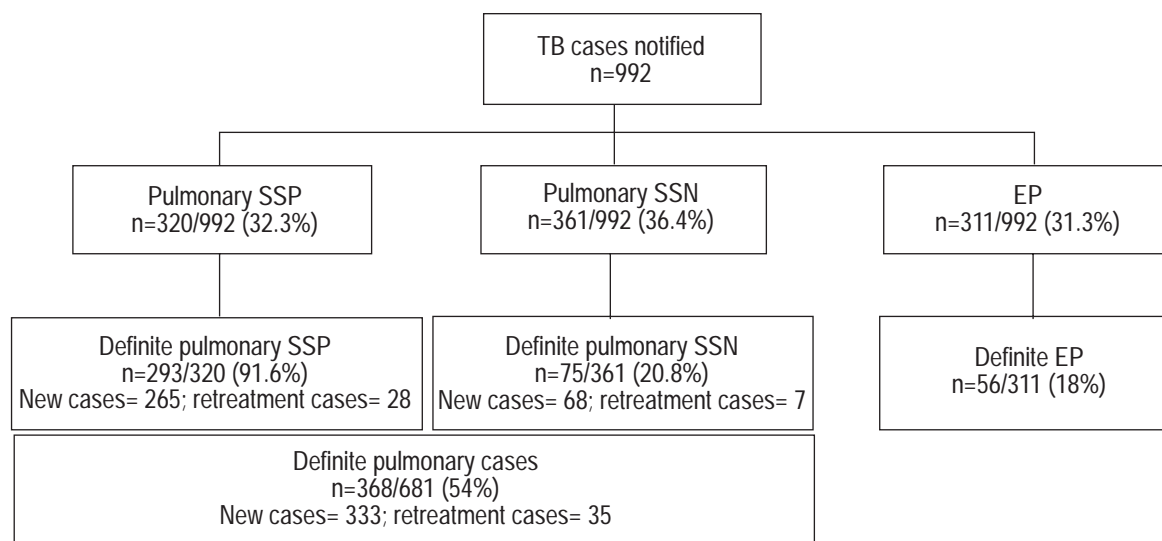 TB cases notified
n=992
Pulmonary SSP
n=320/992 (32.3%)
Pulmonary SSN
n=361/992 (36.4%)
EP
n=311/992 (31.3%)
Definite pulmonary SSP
n=293/320 (91.6%)
New cases= 265; retreatment cases= 28
Definite pulmonary SSN
n=75/361 (20.8%)
New cases= 68; retreatment cases= 7
Definite EP
n=56/311 (18%)
Definite pulmonary cases
n=368/681 (54%)
New cases= 333; retreatment cases= 35